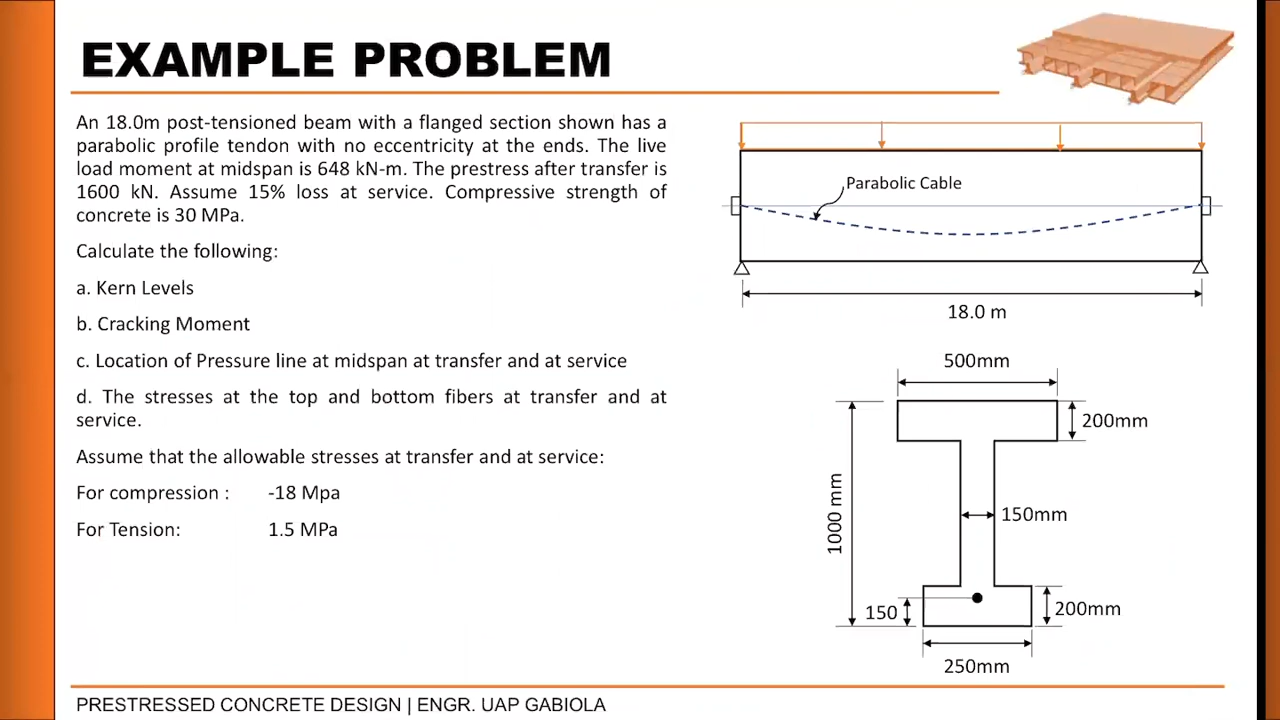 EXAMPLE PROBLEM
An 18.0m post-tensioned beam with a flanged section shown has a
parabolic profile tendon with no eccentricity at the ends. The live
load moment at midspan is 648 kN-m. The prestress after transfer is
1600 kN. Assume 15% loss at service. Compressive strength of
concrete is 30 MPa.
Calculate the following:
a. Kern Levels
b. Cracking Moment
c. Location of Pressure line at midspan at transfer and at service
d. The stresses at the top and bottom fibers at transfer and at
service.
Assume that the allowable stresses at transfer and at service:
For compression : -18 Mpa
For Tension: 1.5 MPa
Parabolic Cable
18.0 m
500mm
200mm
1000 mm
150mm
150
200mm
250mm
PRESTRESSED CONCRETE DESIGN | ENGR. UAP GABIOLA